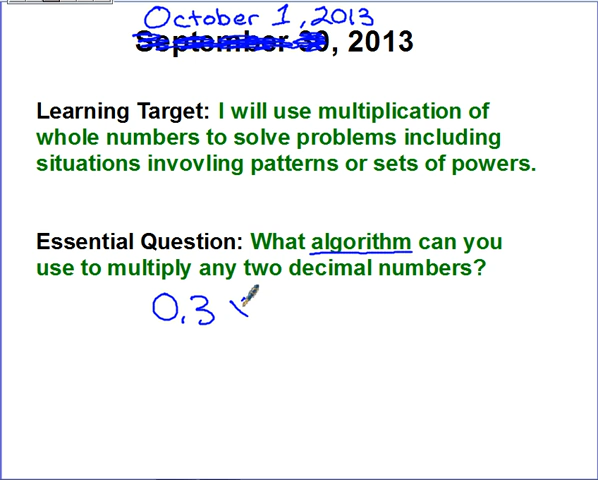 October 1, 2013
September 30, 2013
Learning Target: I will use multiplication of
whole numbers to solve problems including
situations invovling patterns or sets of powers.
Essential Question: What algorithm can you
use to multiply any two decimal numbers?
0.3 x